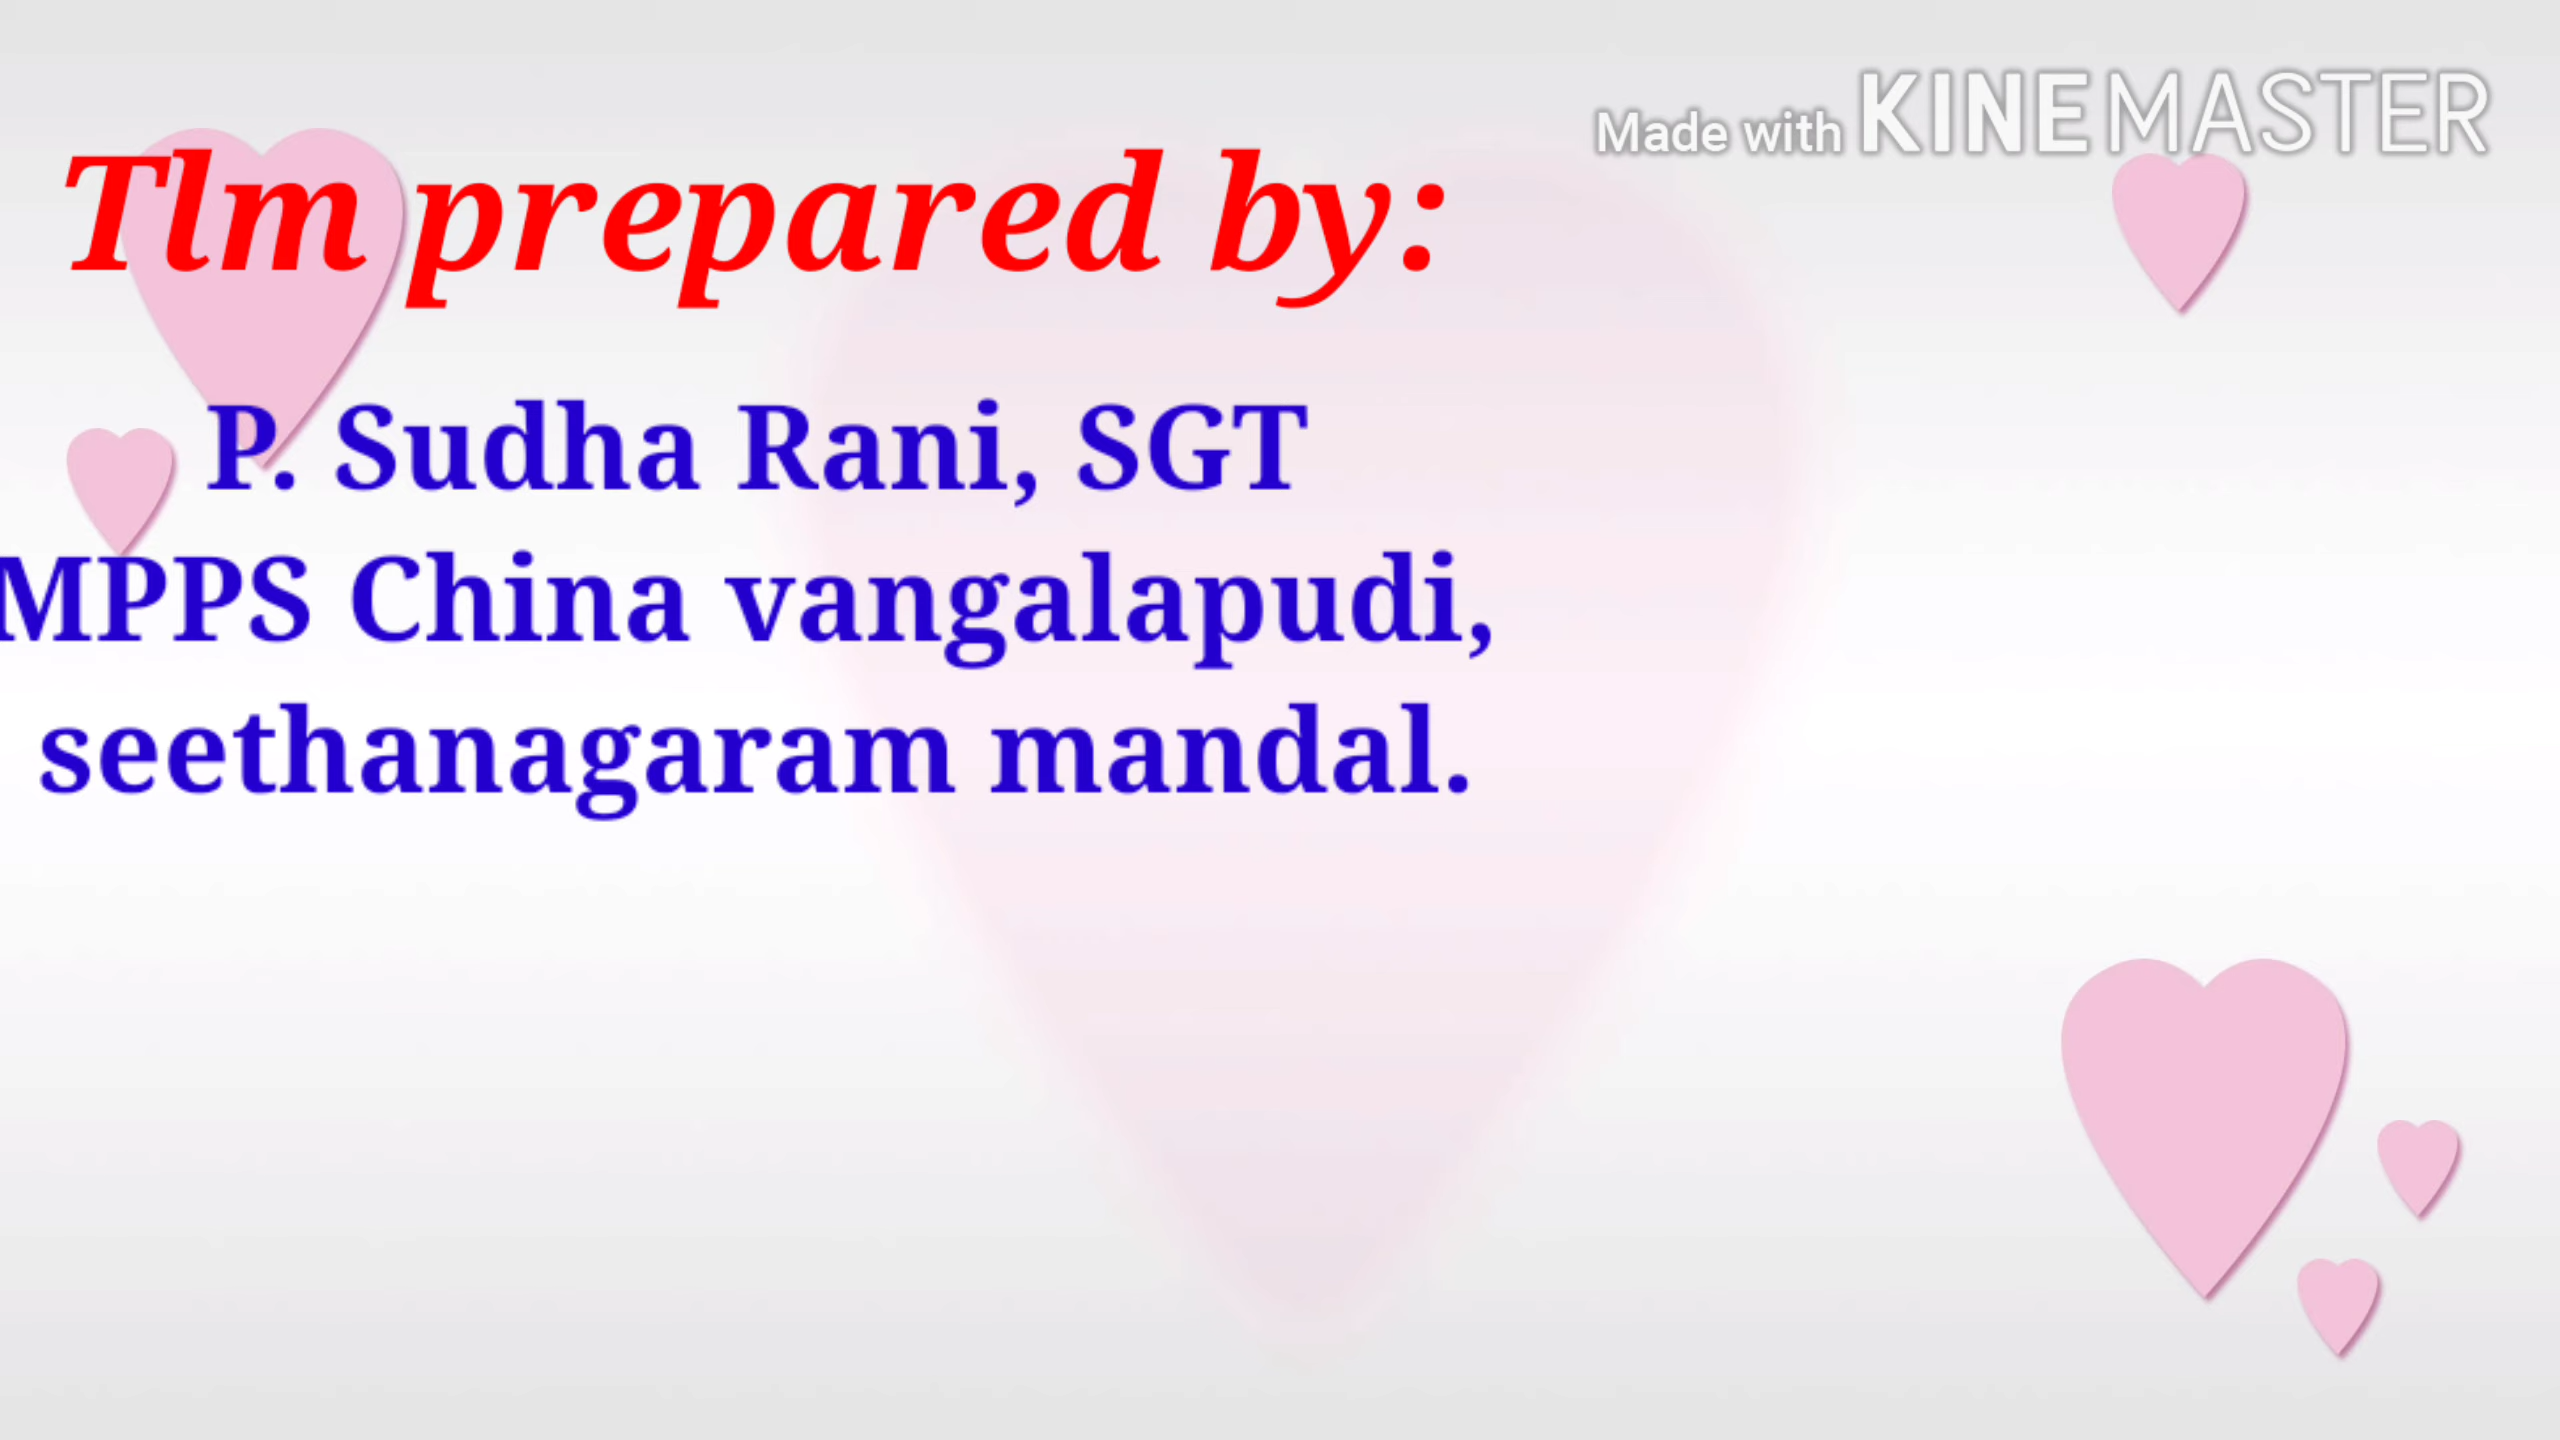 Made with KINEMASTER
Tlm prepared by:
P. Sudha Rani, SGT
MPPS China vangalapudi,
seethanagaram mandal.